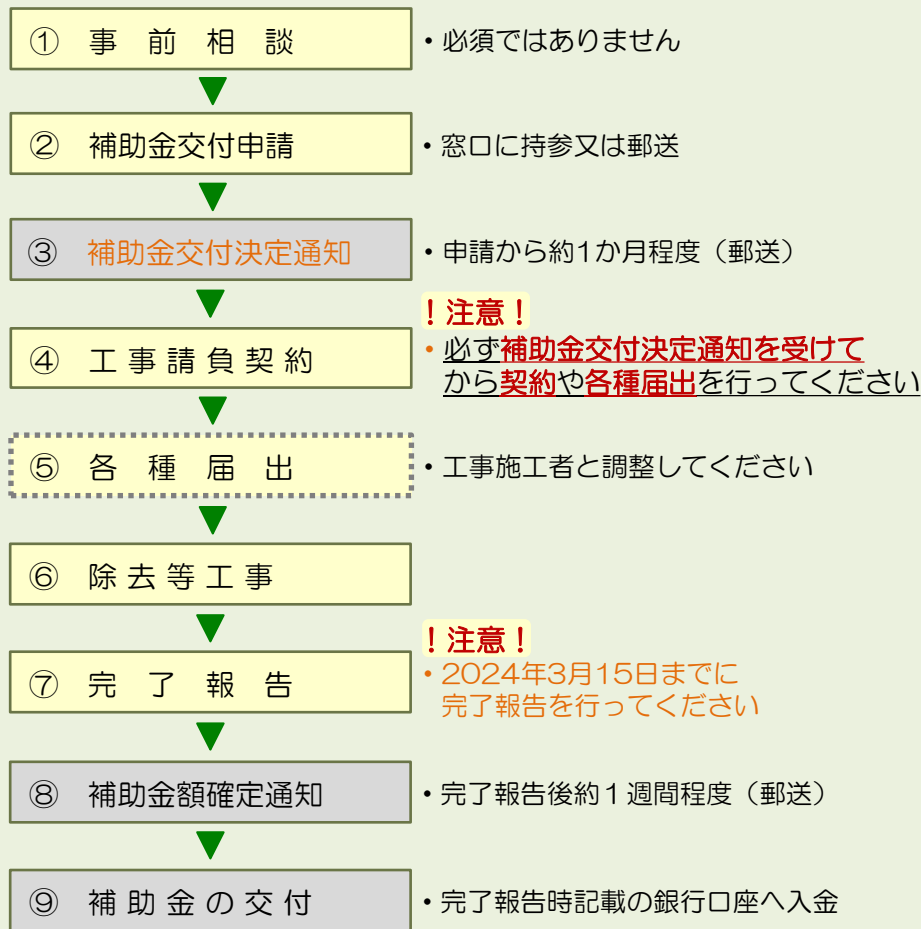 ① 事前相談 ・必須ではありません
② 補助金交付申請 ・窓口に持参又は郵送
③ 補助金交付決定通知 ・申請から約1か月程度（郵送）
！注意！
④ 工事請負契約 ・必ず補助金交付決定通知を受けて
から契約や各種届出を行ってください
⑤ 各種届出 ・工事施工者と調整してください
⑥ 除去等工事
！注意！
⑦ 完了報告 ・2024年3月15日までに
完了報告を行ってください
⑧ 補助金額確定通知 ・完了報告後約１週間程度（郵送）
⑨ 補助金の交付 ・完了報告時記載の銀行口座へ入金